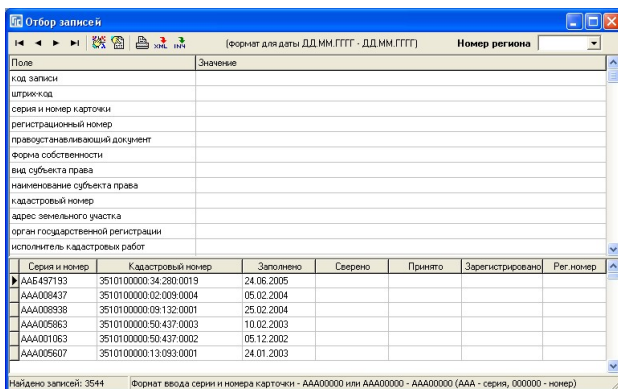 Отбор записей
XML INI (формат для даты ДД.ММ.ГГГГ - ДД.ММ.ГГГГ) Номер региона
Поле Значение
код записи
штрих-код
серия и номер карточки
регистрационный номер
правоустанавливающий документ
форма собственности
вид субъекта права
наименование субъекта права
кадастровый номер
адрес земельного участка
орган государственной регистрации
исполнитель кадастровых работ
Серия и номер Кадастровый номер Заполнено Сверено Принято Зарегистрировано Рег.номер
ААБ497193 3510100000:34:280:0019 24.06.2005
ААА008437 3510100000:02:009:0004 05.02.2004
ААА008938 3510100000:09:132:0001 25.02.2004
ААА005863 3510100000:50:437:0003 10.02.2003
ААА001063 3510100000:50:437:0002 05.12.2002
ААА005607 3510100000:13:093:0001 24.01.2003
Найдено записей: 3544 Формат ввода серии и номера карточки - ААА00000 или ААА00000 - ААА00000 (ААА - серия, 000000 - номер)